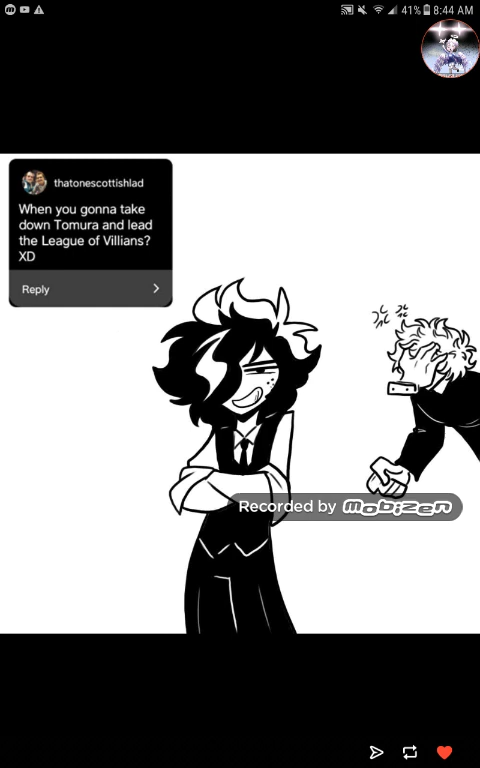 41% 8:44 AM
thatonescottishlad
When you gonna take
down Tomura and lead
the League of Villians?
XD
Reply
Recorded by mobizen